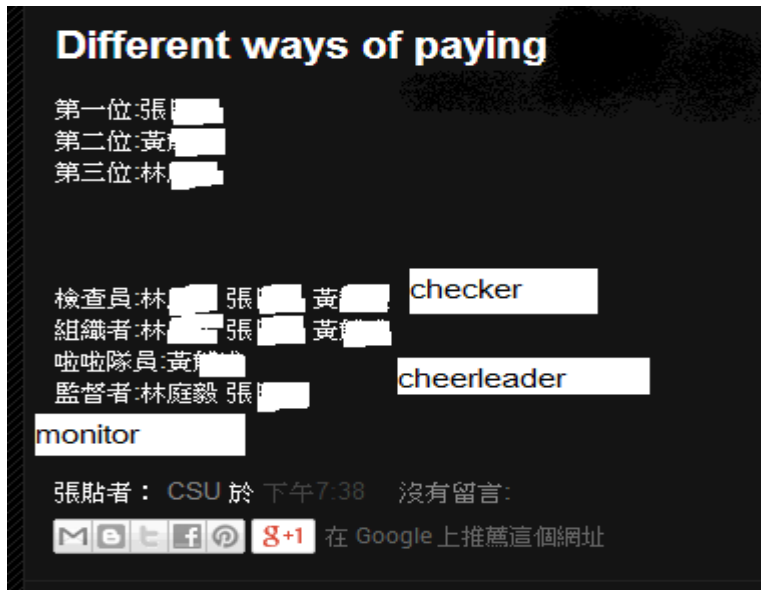 Different ways of paying
第一位:張
第二位:黃
第三位:林
檢查員:林 張 黃
checker
組織者:林 張 黃
啦啦隊員:黃
cheerleader
監督者:林庭毅 張
monitor
張貼者： CSU 於 下午7:38 沒有留言:
g+1 在 Google 上推薦這個網址